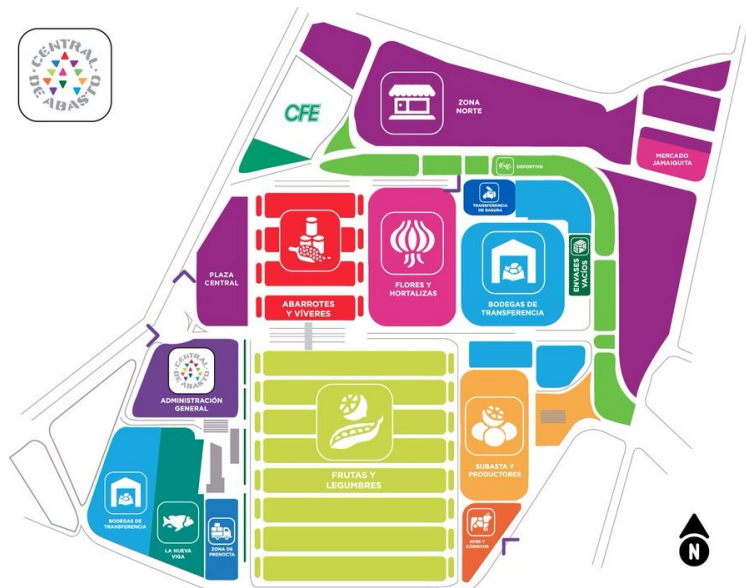 CENTRAL
DE ABASTO
CFE
ZONA
NORTE
MERCADO
JAMAIQUITA
DEPORTIVO
TRANSFERENCIA
DE BASURA
PLAZA
CENTRAL
ABARROTES
Y VÍVERES
FLORES Y
HORTALIZAS
BODEGAS DE
TRANSFERENCIA
ENVASES
VACÍOS
CENTRAL
DE ABASTO
ADMINISTRACIÓN
GENERAL
FRUTAS Y
LEGUMBRES
SUBASTA Y
PRODUCTORES
BODEGAS DE
TRANSFERENCIA
LA NUEVA
VIGA
ZONA DE
PERNOCTA
AVES Y
CÁRNICOS
N